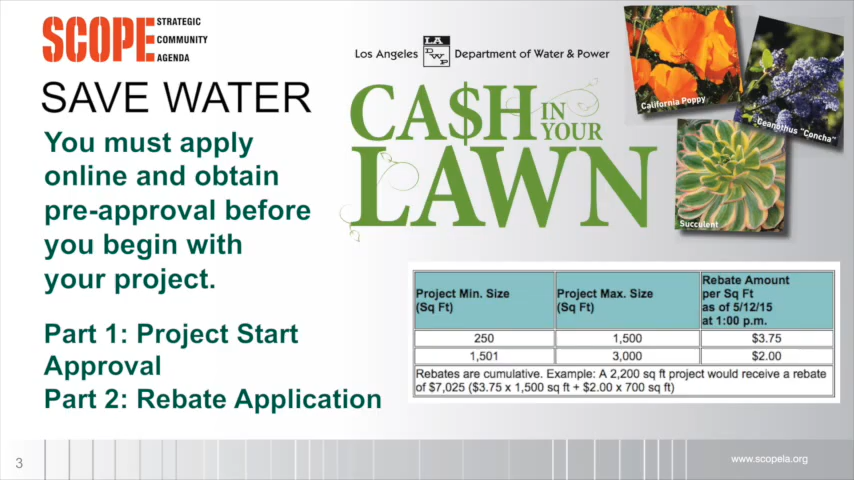 SCOPE STRATEGIC
COMMUNITY
AGENDA
Los Angeles LA DWP Department of Water & Power
SAVE WATER
You must apply
online and obtain
pre-approval before
you begin with
your project.
Part 1: Project Start
Approval
Part 2: Rebate Application
CA$H IN
YOUR
LAWN
California Poppy
Ceanothus "Concha"
Succulent
Project Min. Size
(Sq Ft)
Project Max. Size
(Sq Ft)
Rebate Amount
per Sq Ft
as of 5/12/15
at 1:00 p.m.
250 1,500 $3.75
1,501 3,000 $2.00
Rebates are cumulative. Example: A 2,200 sq ft project would receive a rebate
of $7,025 ($3.75 x 1,500 sq ft + $2.00 x 700 sq ft)
3
www.scopela.org